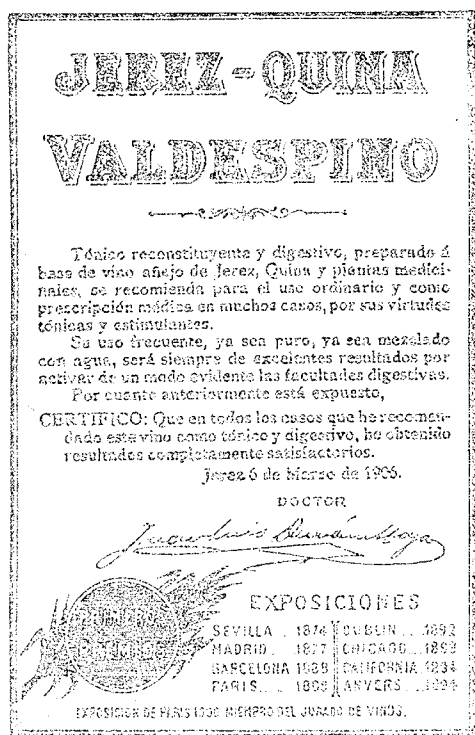 JEREZ-QUINA
VALDESPINO
Tónico reconstituyente y digestivo, preparado á
base de vino añejo de Jerez, Quina y plantas medici-
nales, se recomienda para el uso ordinario y como
prescripción médica en muchos casos, por sus virtudes
tónicas y estimulantes.
Su uso frecuente, ya sea puro, ya sea mezclado
con agua, será siempre de excelentes resultados por
activar de un modo evidente las facultades digestivas.
Por cuanto anteriormente está expuesto,
CERTIFICO: Que en todos los casos que he recomen-
dado este vino como tónico y digestivo, he obtenido
resultados completamente satisfactorios.
Jerez 6 de Marzo de 1906.
DOCTOR
Juan Luis Durán Moya
EXPOSICIONES
SEVILLA .. 1874 DUBLIN ... 1892
MADRID .. 1877 CHICAGO .. 1893
BARCELONA 1888 CALIFORNIA 1894
PARIS ... ANVERS ... 1894
EXPOSICION DE PARIS 1900 MIEMBRO DEL JURADO DE VINOS.